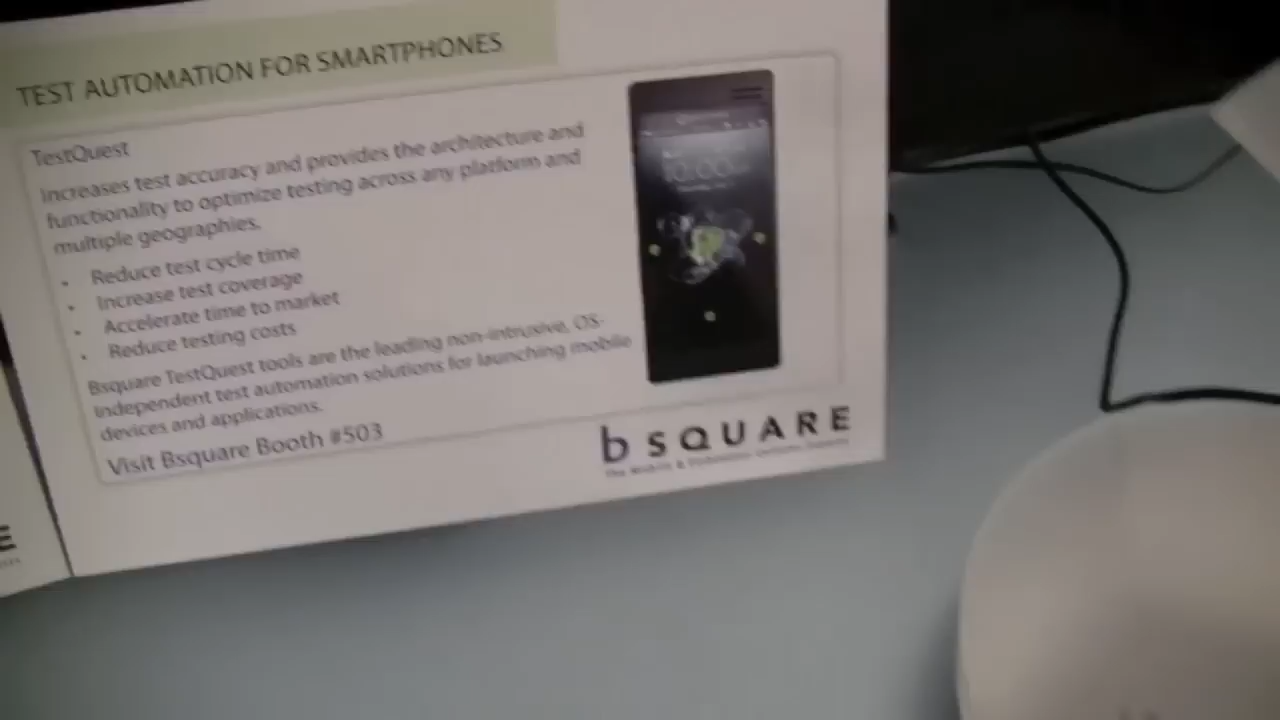 TEST AUTOMATION FOR SMARTPHONES
TestQuest
Increases test accuracy and provides the architecture and
functionality to optimize testing across any platform and
multiple geographies.
• Reduce test cycle time
• Increase test coverage
• Accelerate time to market
• Reduce testing costs
Bsquare TestQuest tools are the leading non-intrusive, OS-
independent test automation solutions for launching mobile
devices and applications.
Visit Bsquare Booth #503
10:00
b SQUARE
E